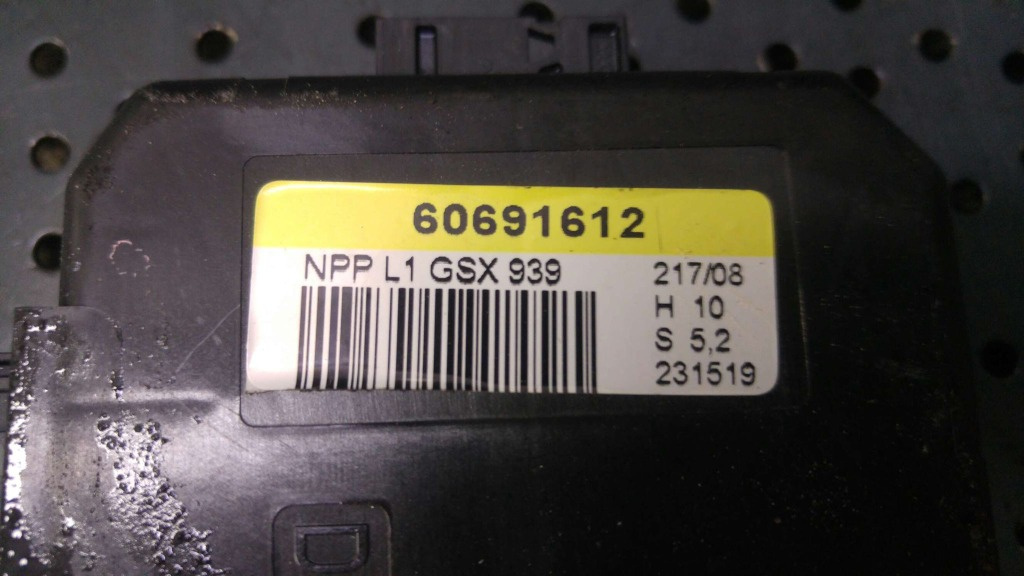 60691612
NPP L1 GSX 939
217/08
H 10
S 5,2
231519